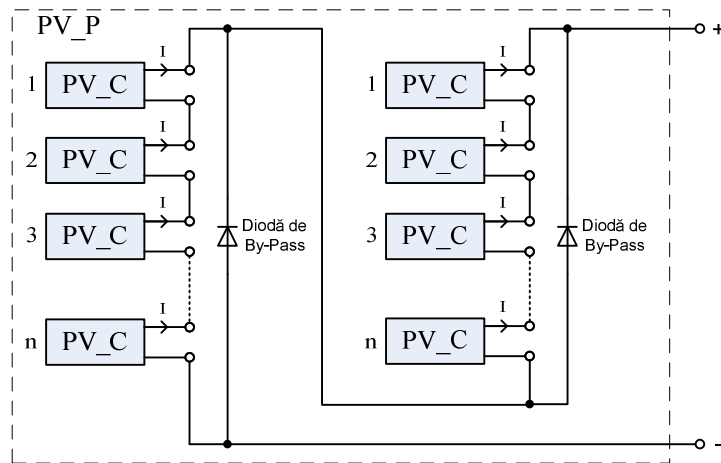 PV_P
I
1 PV_C
I
2 PV_C
I
3 PV_C
Diodă de
By-Pass
I
n PV_C
I
1 PV_C
I
2 PV_C
I
3 PV_C
Diodă de
By-Pass
I
n PV_C
+
-